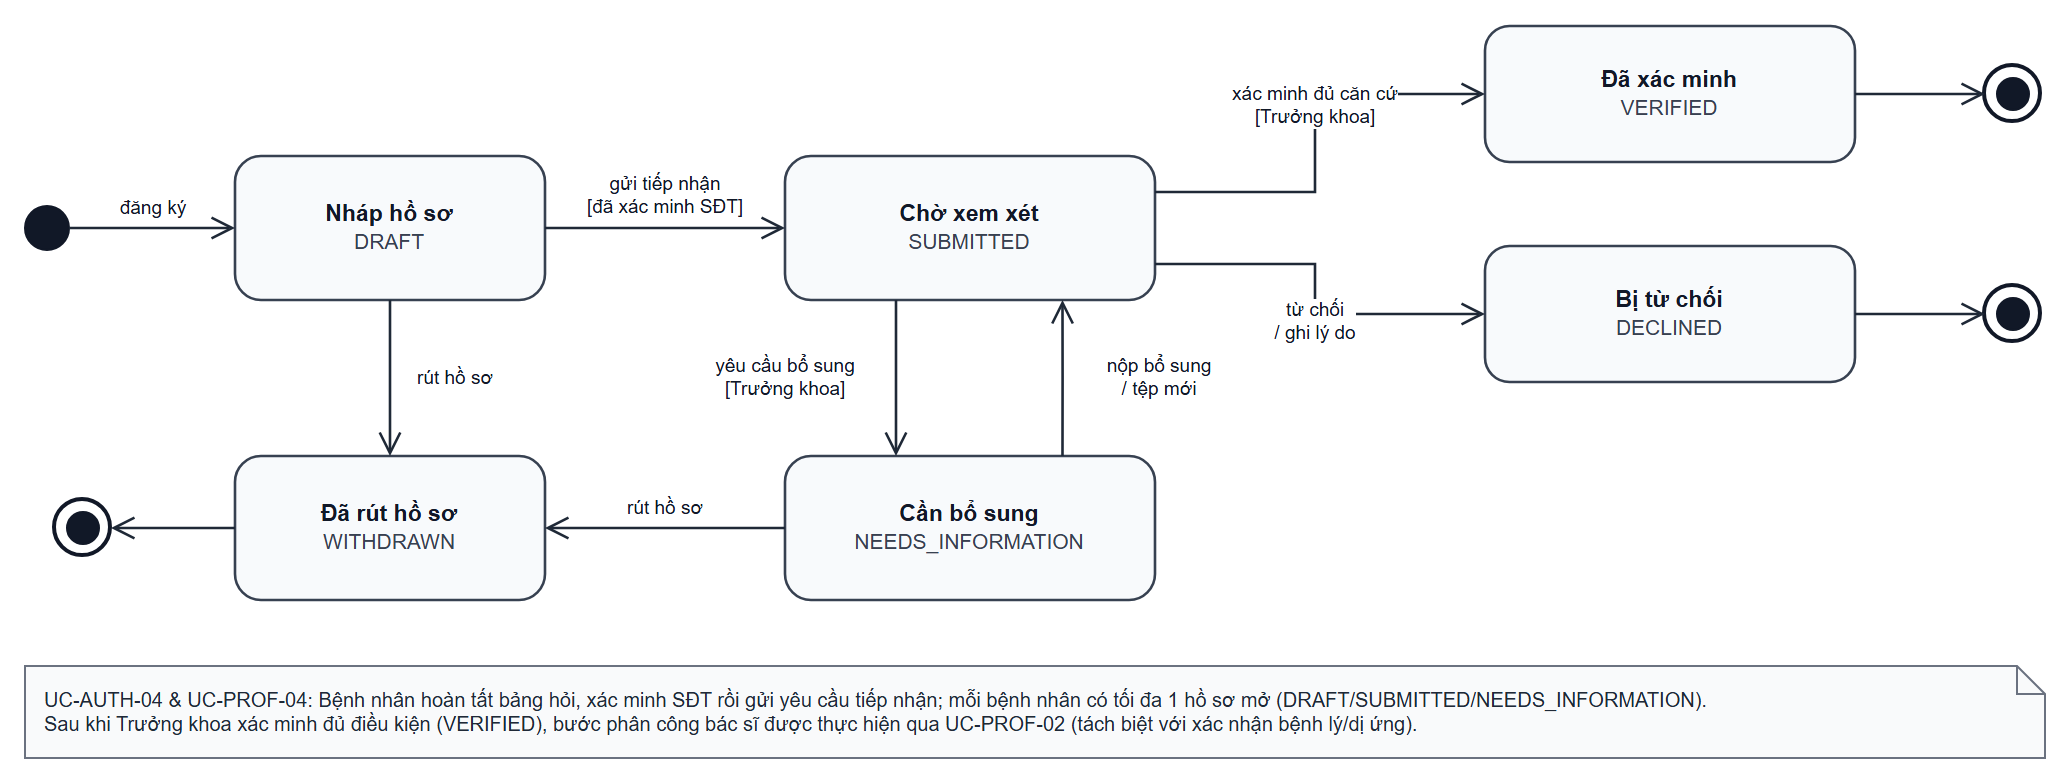 đăng ký
Nháp hồ sơ
DRAFT
gửi tiếp nhận
[đã xác minh SĐT]
Chờ xem xét
SUBMITTED
xác minh đủ căn cứ
[Trưởng khoa]
Đã xác minh
VERIFIED
từ chối
/ ghi lý do
Bị từ chối
DECLINED
rút hồ sơ
yêu cầu bổ sung
[Trưởng khoa]
nộp bổ sung
/ tệp mới
Đã rút hồ sơ
WITHDRAWN
rút hồ sơ
Cần bổ sung
NEEDS_INFORMATION
UC-AUTH-04 & UC-PROF-04: Bệnh nhân hoàn tất bảng hỏi, xác minh SĐT rồi gửi yêu cầu tiếp nhận; mỗi bệnh nhân có tối đa 1 hồ sơ mở (DRAFT/SUBMITTED/NEEDS_INFORMATION).
Sau khi Trưởng khoa xác minh đủ điều kiện (VERIFIED), bước phân công bác sĩ được thực hiện qua UC-PROF-02 (tách biệt với xác nhận bệnh lý/dị ứng).